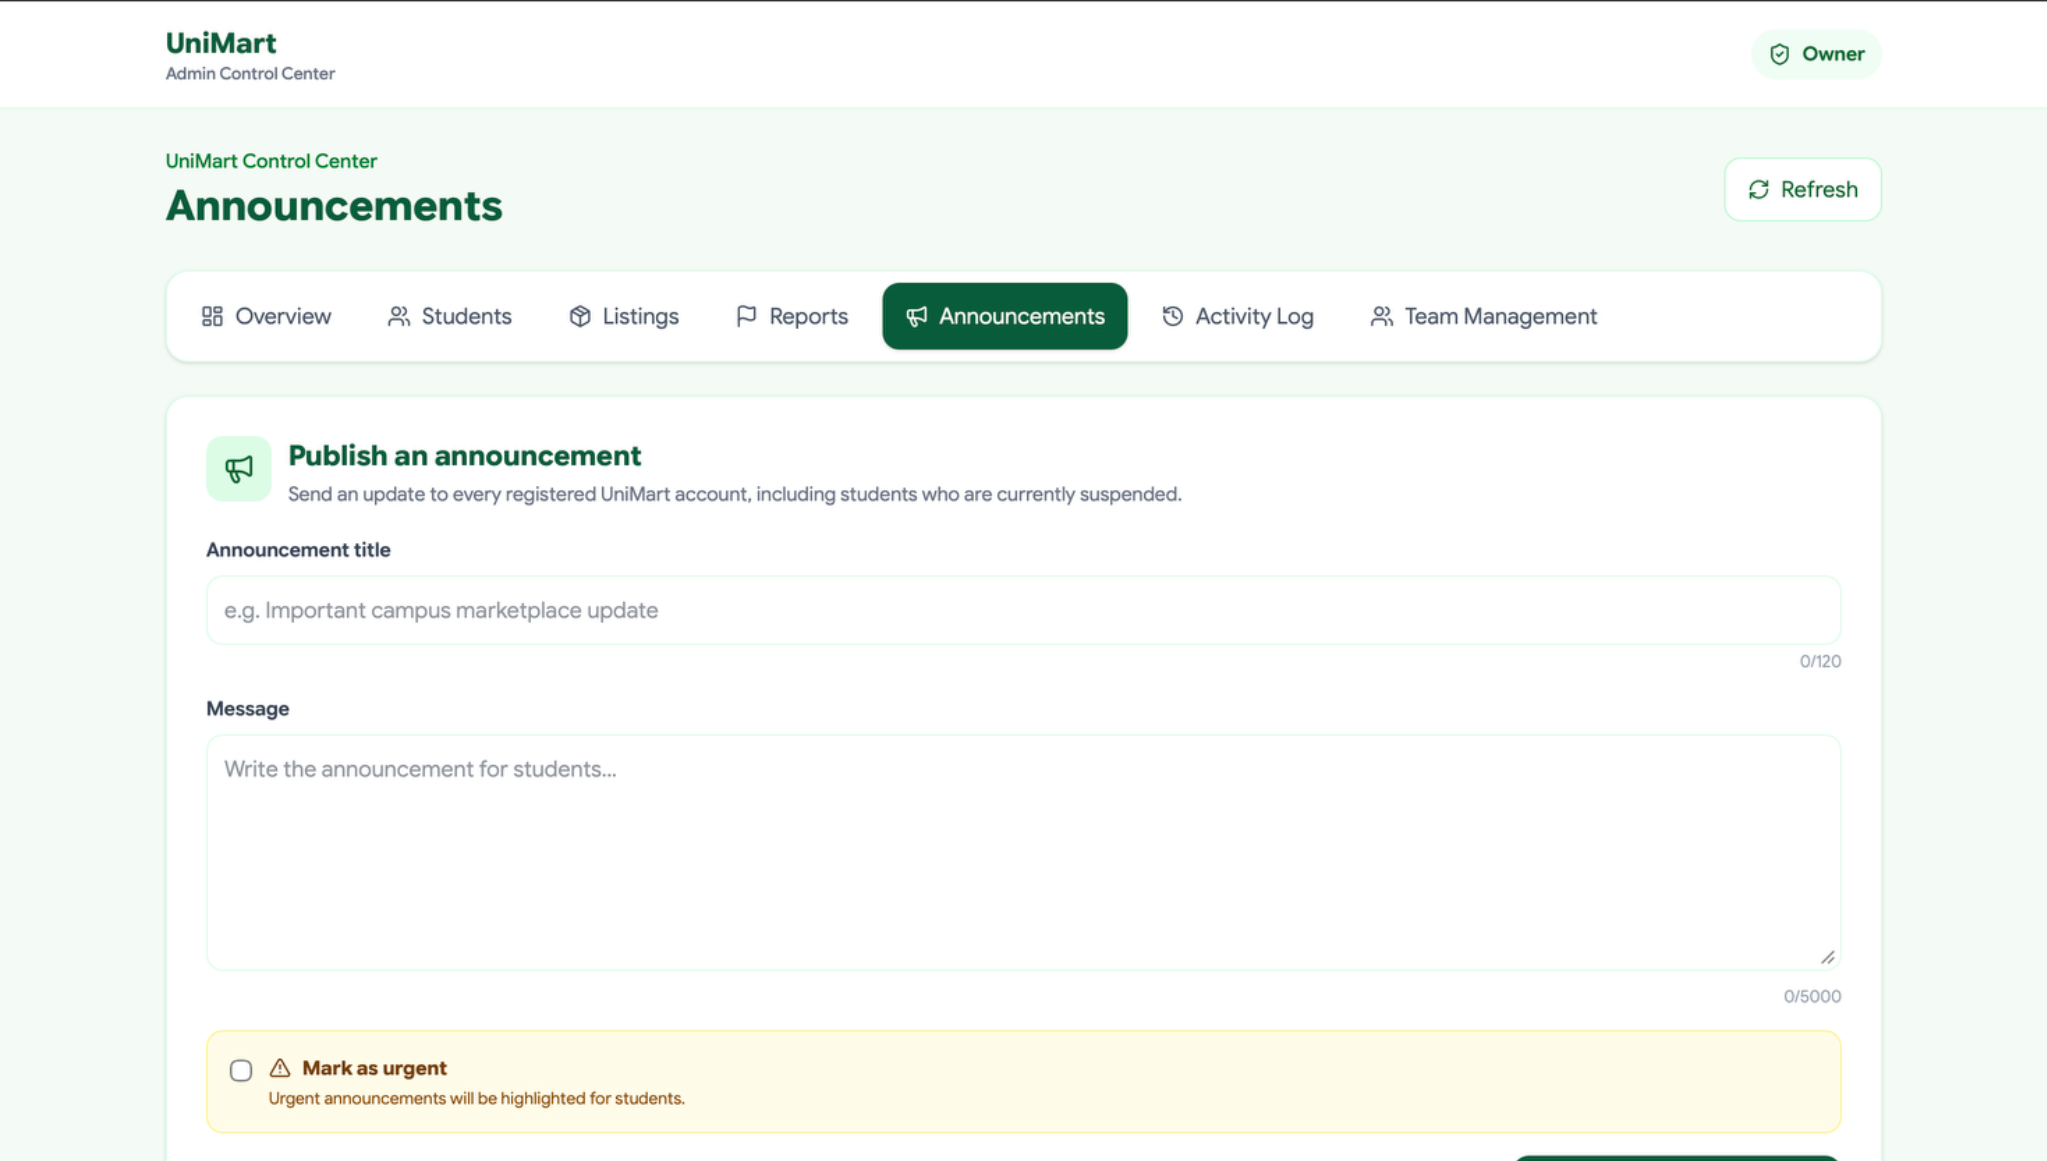 UniMart
Admin Control Center
Owner
UniMart Control Center
Announcements
Refresh
Overview
Students
Listings
Reports
Announcements
Activity Log
Team Management
Publish an announcement
Send an update to every registered UniMart account, including students who are currently suspended.
Announcement title
e.g. Important campus marketplace update
0/120
Message
Write the announcement for students...
0/5000
Mark as urgent
Urgent announcements will be highlighted for students.